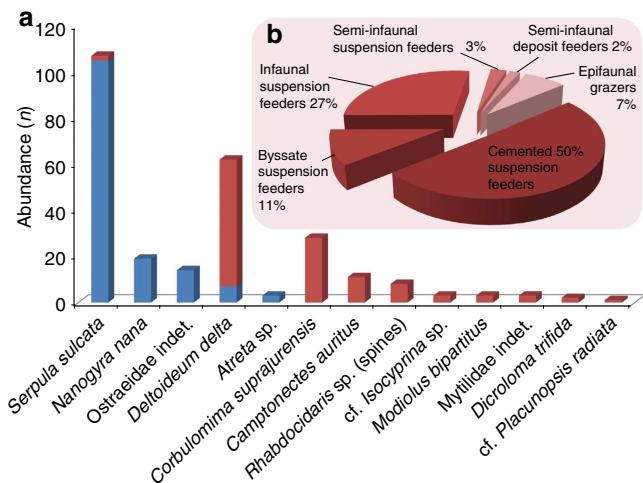 a
120
100
80
60
40
20
0
Abundance (n)
b
Semi-infaunal
suspension feeders
3%
Semi-infaunal
deposit feeders 2%
Infaunal
suspension
feeders 27%
Epifaunal
grazers
7%
Byssate
suspension
feeders
11%
Cemented 50%
suspension
feeders
Serpula sulcata
Nanogyra nana
Ostraeidae indet.
Deltoideum delta
Atreta sp.
Corbulomima suprajurensis
Camptonectes auritus
Rhabdocidaris sp. (spines)
cf. Isocyprina sp.
Modiolus bipartitus
Mytilidae indet.
Dicroloma trifida
cf. Placunopsis radiata